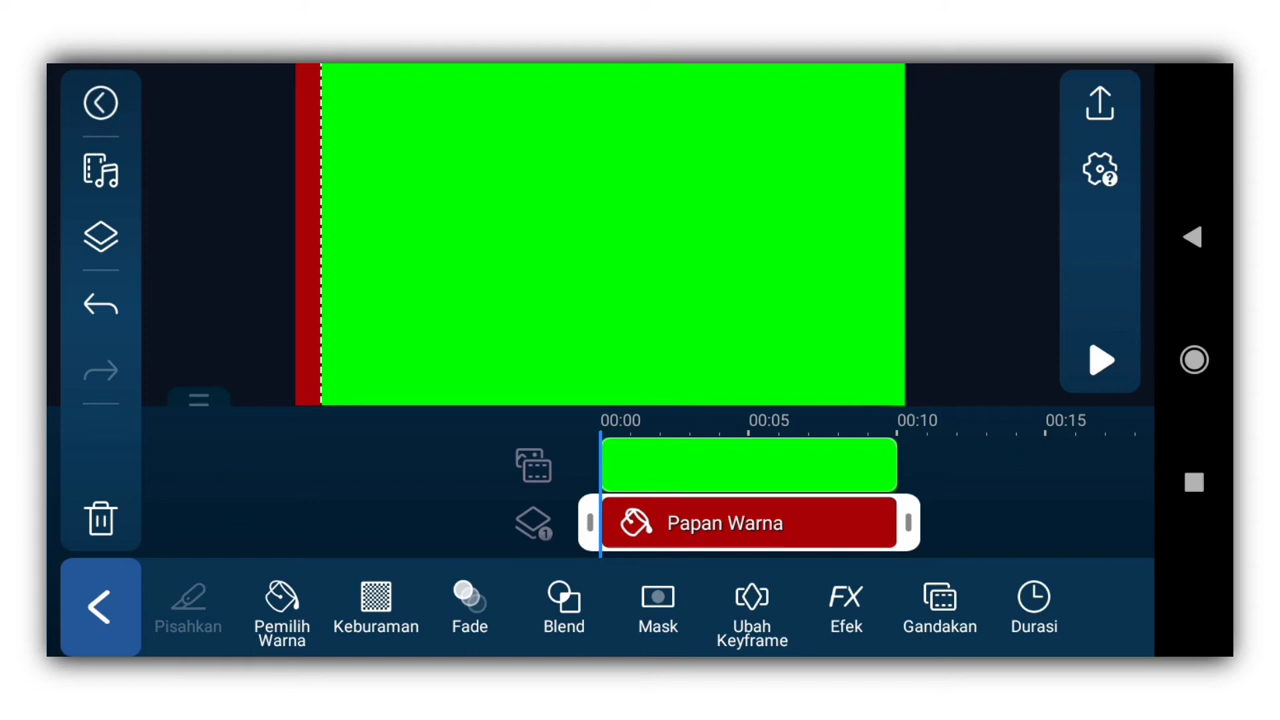 ?
00:00
00:05
00:10
00:15
1
Papan Warna
Pisahkan
Pemilih
Warna
Keburaman
Fade
Blend
Mask
Ubah
Keyframe
FX
Efek
Gandakan
Durasi